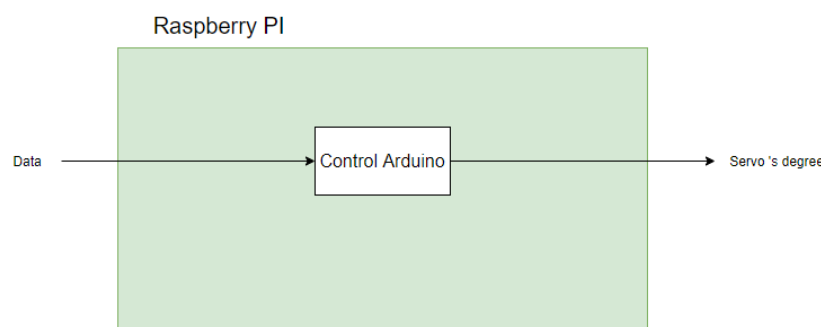 Raspberry PI
Data
Control Arduino
Servo 's degree